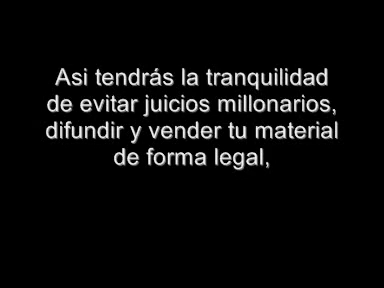 Asi tendrás la tranquilidad
de evitar juicios millonarios,
difundir y vender tu material
de forma legal,